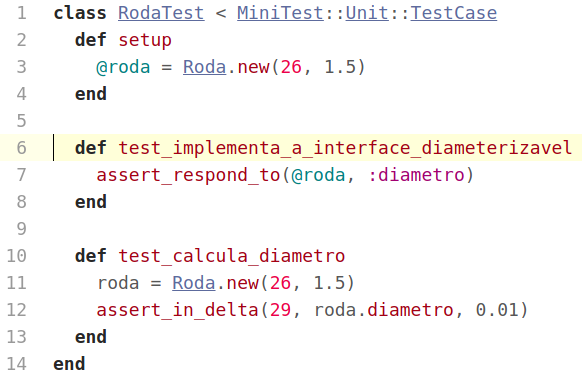 1 class RodaTest < MiniTest::Unit::TestCase
2   def setup
3     @roda = Roda.new(26, 1.5)
4   end
5
6   def test_implementa_a_interface_diameterizavel
7     assert_respond_to(@roda, :diametro)
8   end
9
10   def test_calcula_diametro
11     roda = Roda.new(26, 1.5)
12     assert_in_delta(29, roda.diametro, 0.01)
13   end
14 end